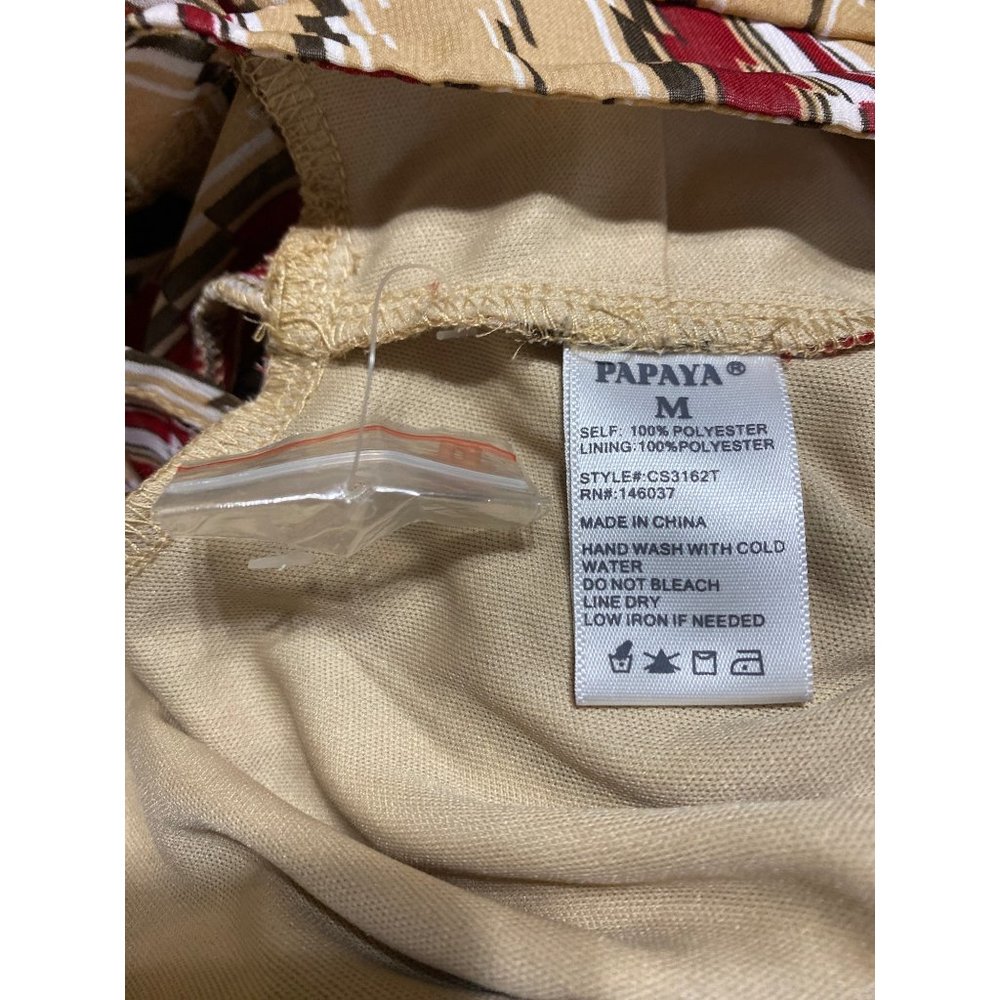 PAPAYA®
M
SELF: 100% POLYESTER
LINING: 100%POLYESTER
STYLE#:CS3162T
RN#:146037
MADE IN CHINA
HAND WASH WITH COLD
WATER
DO NOT BLEACH
LINE DRY
LOW IRON IF NEEDED